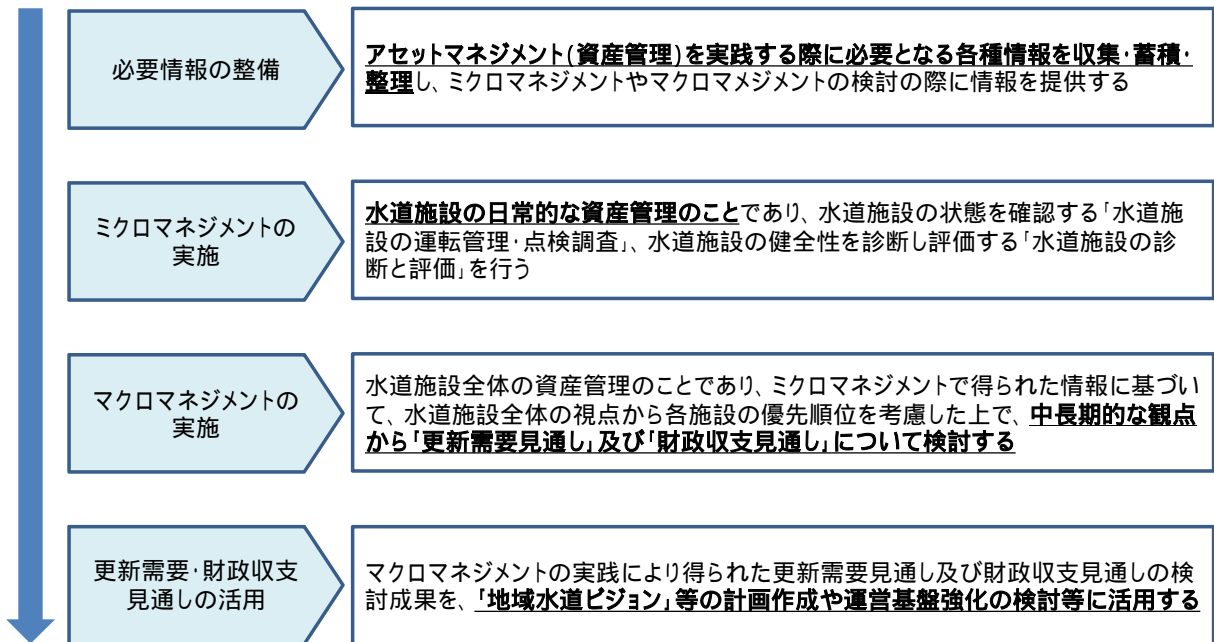 必要情報の整備
アセットマネジメント(資産管理)を実践する際に必要となる各種情報を収集・蓄積・
整理し、ミクロマネジメントやマクロマメジメントの検討の際に情報を提供する
ミクロマネジメントの
実施
水道施設の日常的な資産管理のことであり、水道施設の状態を確認する「水道施
設の運転管理・点検調査」、水道施設の健全性を診断し評価する「水道施設の診
断と評価」を行う
マクロマネジメントの
実施
水道施設全体の資産管理のことであり、ミクロマネジメントで得られた情報に基づい
て、水道施設全体の視点から各施設の優先順位を考慮した上で、中長期的な観点
から「更新需要見通し」及び「財政収支見通し」について検討する
更新需要・財政収支
見通しの活用
マクロマネジメントの実践により得られた更新需要見通し及び財政収支見通しの検
討成果を、「地域水道ビジョン」等の計画作成や運営基盤強化の検討等に活用する